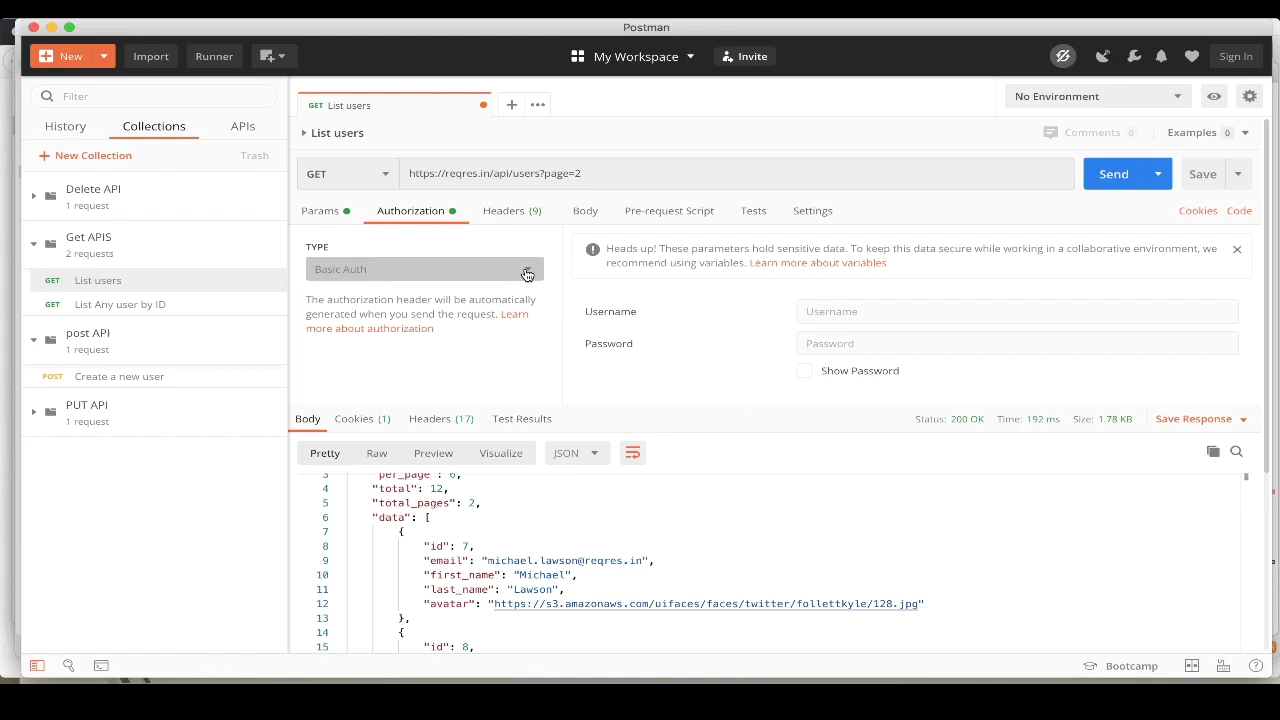 Postman
New
Import
Runner
My Workspace
Invite
Sign In
Filter
History
Collections
APIs
New Collection
Trash
Delete API
1 request
Get APIS
2 requests
GET List users
GET List Any user by ID
post API
1 request
POST Create a new user
PUT API
1 request
GET List users
No Environment
List users
Comments 0
Examples 0
GET
https://reqres.in/api/users?page=2
Send
Save
Params
Authorization
Headers (9)
Body
Pre-request Script
Tests
Settings
Cookies
Code
TYPE
Basic Auth
The authorization header will be automatically
generated when you send the request. Learn
more about authorization
Heads up! These parameters hold sensitive data. To keep this data secure while working in a collaborative environment, we
recommend using variables. Learn more about variables
Username
Username
Password
Password
Show Password
Body
Cookies (1)
Headers (17)
Test Results
Status: 200 OK
Time: 192 ms
Size: 1.78 KB
Save Response
Pretty
Raw
Preview
Visualize
JSON
3 "per_page": 6,
4 "total": 12,
5 "total_pages": 2,
6 "data": [
7 {
8 "id": 7,
9 "email": "michael.lawson@reqres.in",
10 "first_name": "Michael",
11 "last_name": "Lawson",
12 "avatar": "https://s3.amazonaws.com/uifaces/faces/twitter/follettkyle/128.jpg"
13 },
14 {
15 "id": 8,
Bootcamp